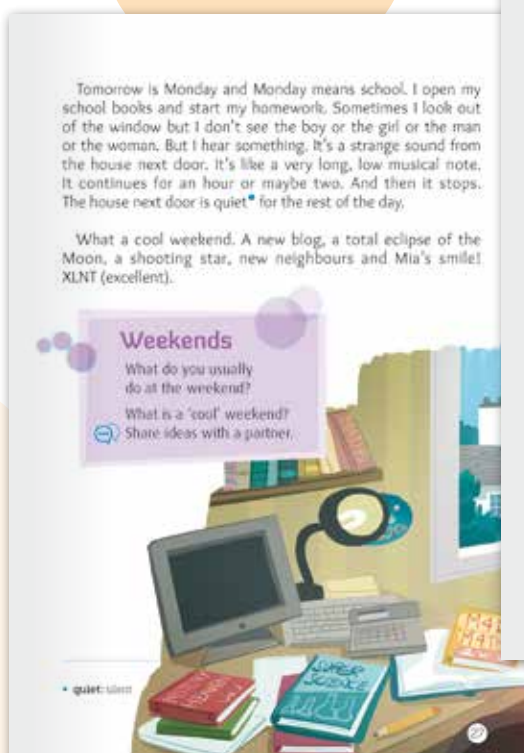 Tomorrow is Monday and Monday means school. I open my
school books and start my homework. Sometimes I look out
of the window but I don't see the boy or the girl or the man
or the woman. But I hear something. It's a strange sound from
the house next door. It's like a very long, low musical note.
It continues for an hour or maybe two. And then it stops.
The house next door is quiet• for the rest of the day.
What a cool weekend. A new blog, a total eclipse of the
Moon, a shooting star, new neighbours and Mia's smile!
XLNT (excellent).
Weekends
What do you usually
do at the weekend?
What is a 'cool' weekend?
Share ideas with a partner.
SUPER
SCIENCE
• quiet: silent
27